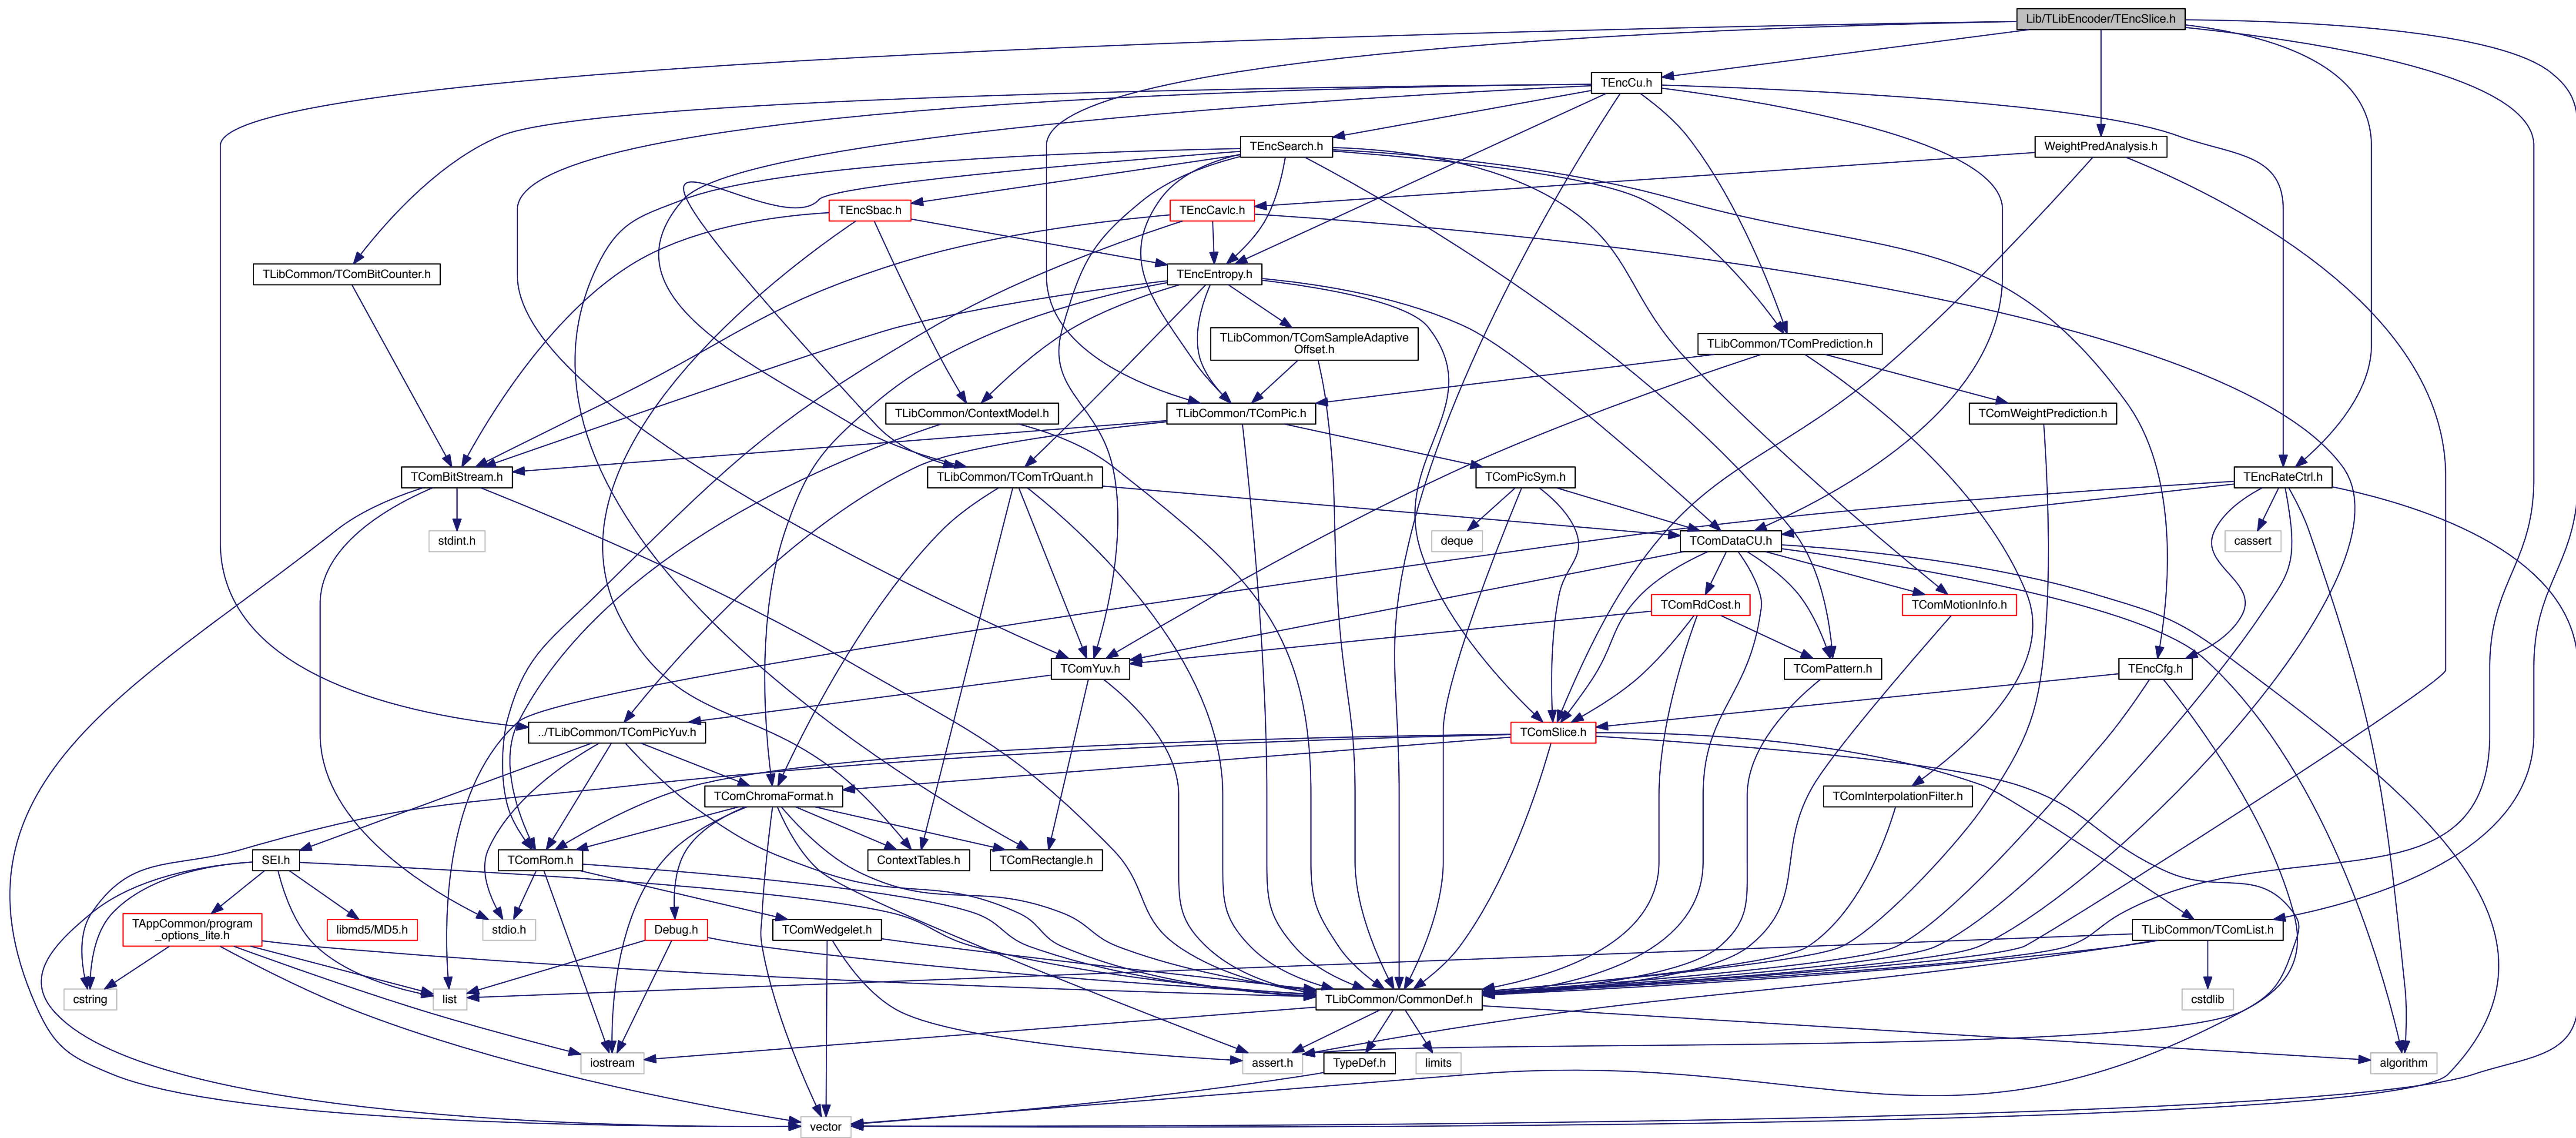 Lib/TLibEncoder/TEncSlice.h
TEncCu.h
TEncSearch.h
WeightPredAnalysis.h
TEncSbac.h
TEncCavlc.h
TLibCommon/TComBitCounter.h
TEncEntropy.h
TLibCommon/TComSampleAdaptive
Offset.h
TLibCommon/TComPrediction.h
TLibCommon/ContextModel.h
TLibCommon/TComPic.h
TComWeightPrediction.h
TComBitStream.h
TLibCommon/TComTrQuant.h
TComPicSym.h
TEncRateCtrl.h
stdint.h
deque
TComDataCU.h
cassert
TComRdCost.h
TComMotionInfo.h
TComYuv.h
TComPattern.h
TEncCfg.h
../TLibCommon/TComPicYuv.h
TComSlice.h
TComChromaFormat.h
TComInterpolationFilter.h
SEI.h
TComRom.h
ContextTables.h
TComRectangle.h
TAppCommon/program
_options_lite.h
libmd5/MD5.h
stdio.h
Debug.h
TComWedgelet.h
TLibCommon/TComList.h
cstring
list
TLibCommon/CommonDef.h
cstdlib
iostream
assert.h
TypeDef.h
limits
algorithm
vector